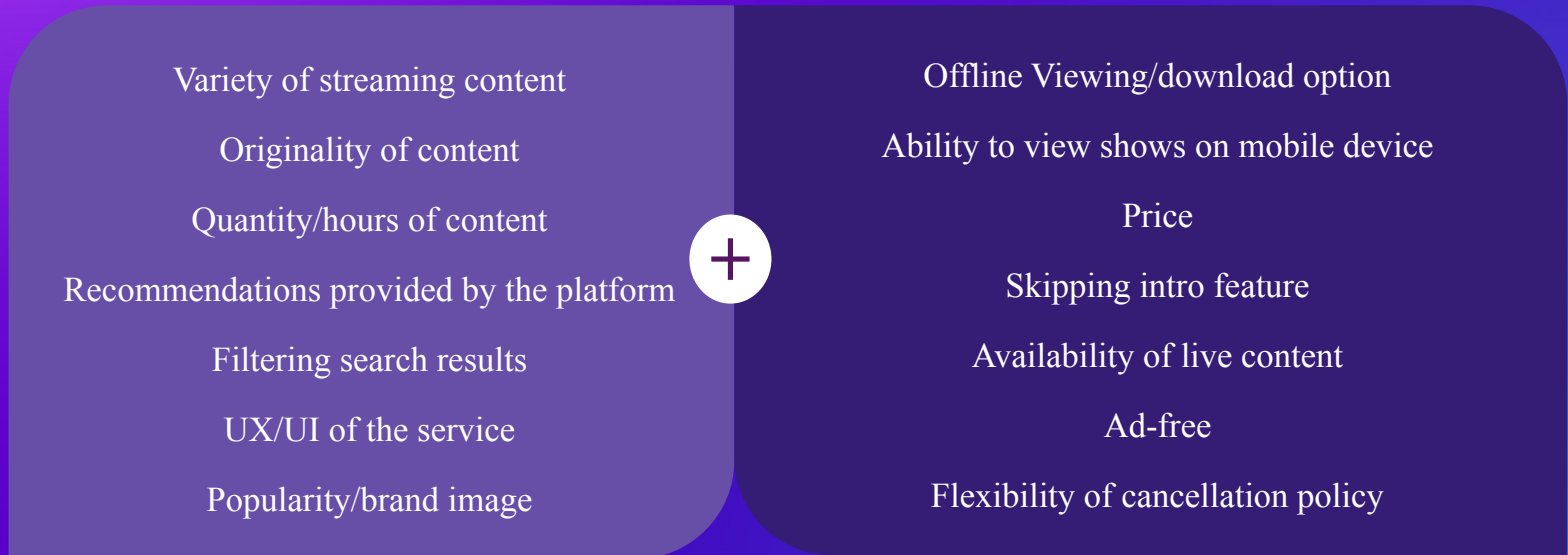 Variety of streaming content
Originality of content
Quantity/hours of content
Recommendations provided by the platform
Filtering search results
UX/UI of the service
Popularity/brand image
+
Offline Viewing/download option
Ability to view shows on mobile device
Price
Skipping intro feature
Availability of live content
Ad-free
Flexibility of cancellation policy